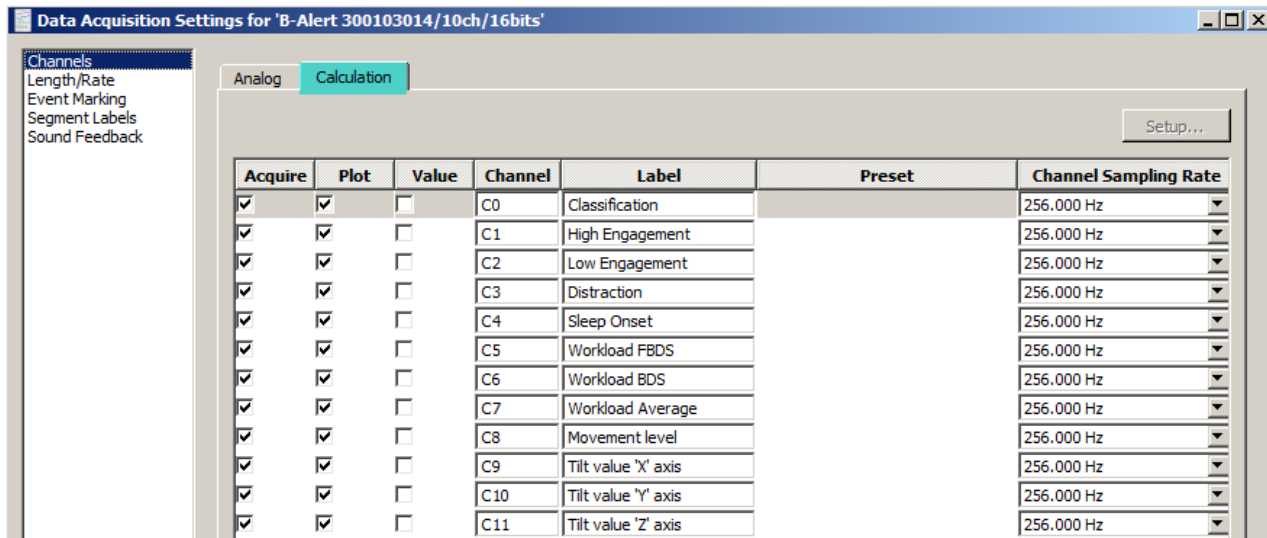 Data Acquisition Settings for 'B-Alert 300103014/10ch/16bits'
Channels
Length/Rate
Event Marking
Segment Labels
Sound Feedback
Analog Calculation
Setup...
Acquire Plot Value Channel Label Preset Channel Sampling Rate
C0 Classification 256.000 Hz
C1 High Engagement 256.000 Hz
C2 Low Engagement 256.000 Hz
C3 Distraction 256.000 Hz
C4 Sleep Onset 256.000 Hz
C5 Workload FBDS 256.000 Hz
C6 Workload BDS 256.000 Hz
C7 Workload Average 256.000 Hz
C8 Movement level 256.000 Hz
C9 Tilt value 'X' axis 256.000 Hz
C10 Tilt value 'Y' axis 256.000 Hz
C11 Tilt value 'Z' axis 256.000 Hz